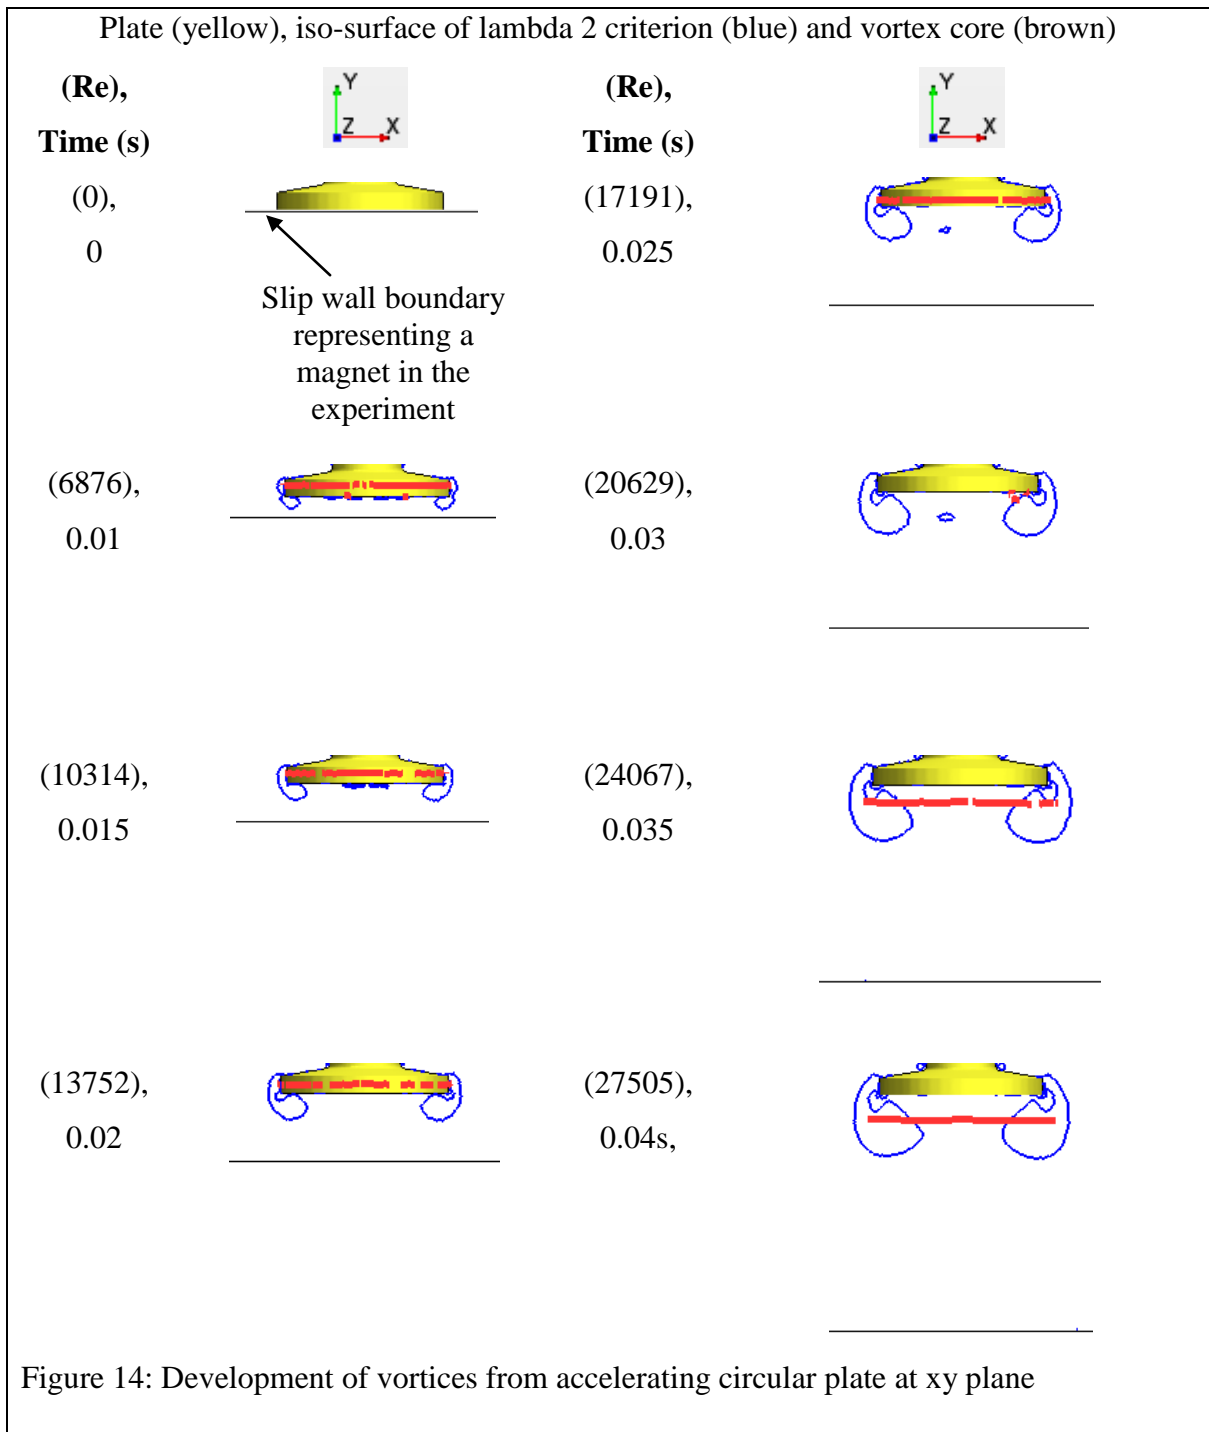 Plate (yellow), iso-surface of lambda 2 criterion (blue) and vortex core (brown)
(Re),
Time (s)
Y
Z X
(0),
0
Slip wall boundary
representing a
magnet in the
experiment
(6876),
0.01
(10314),
0.015
(13752),
0.02
(Re),
Time (s)
Y
Z X
(17191),
0.025
(20629),
0.03
(24067),
0.035
(27505),
0.04s,
Figure 14: Development of vortices from accelerating circular plate at xy plane